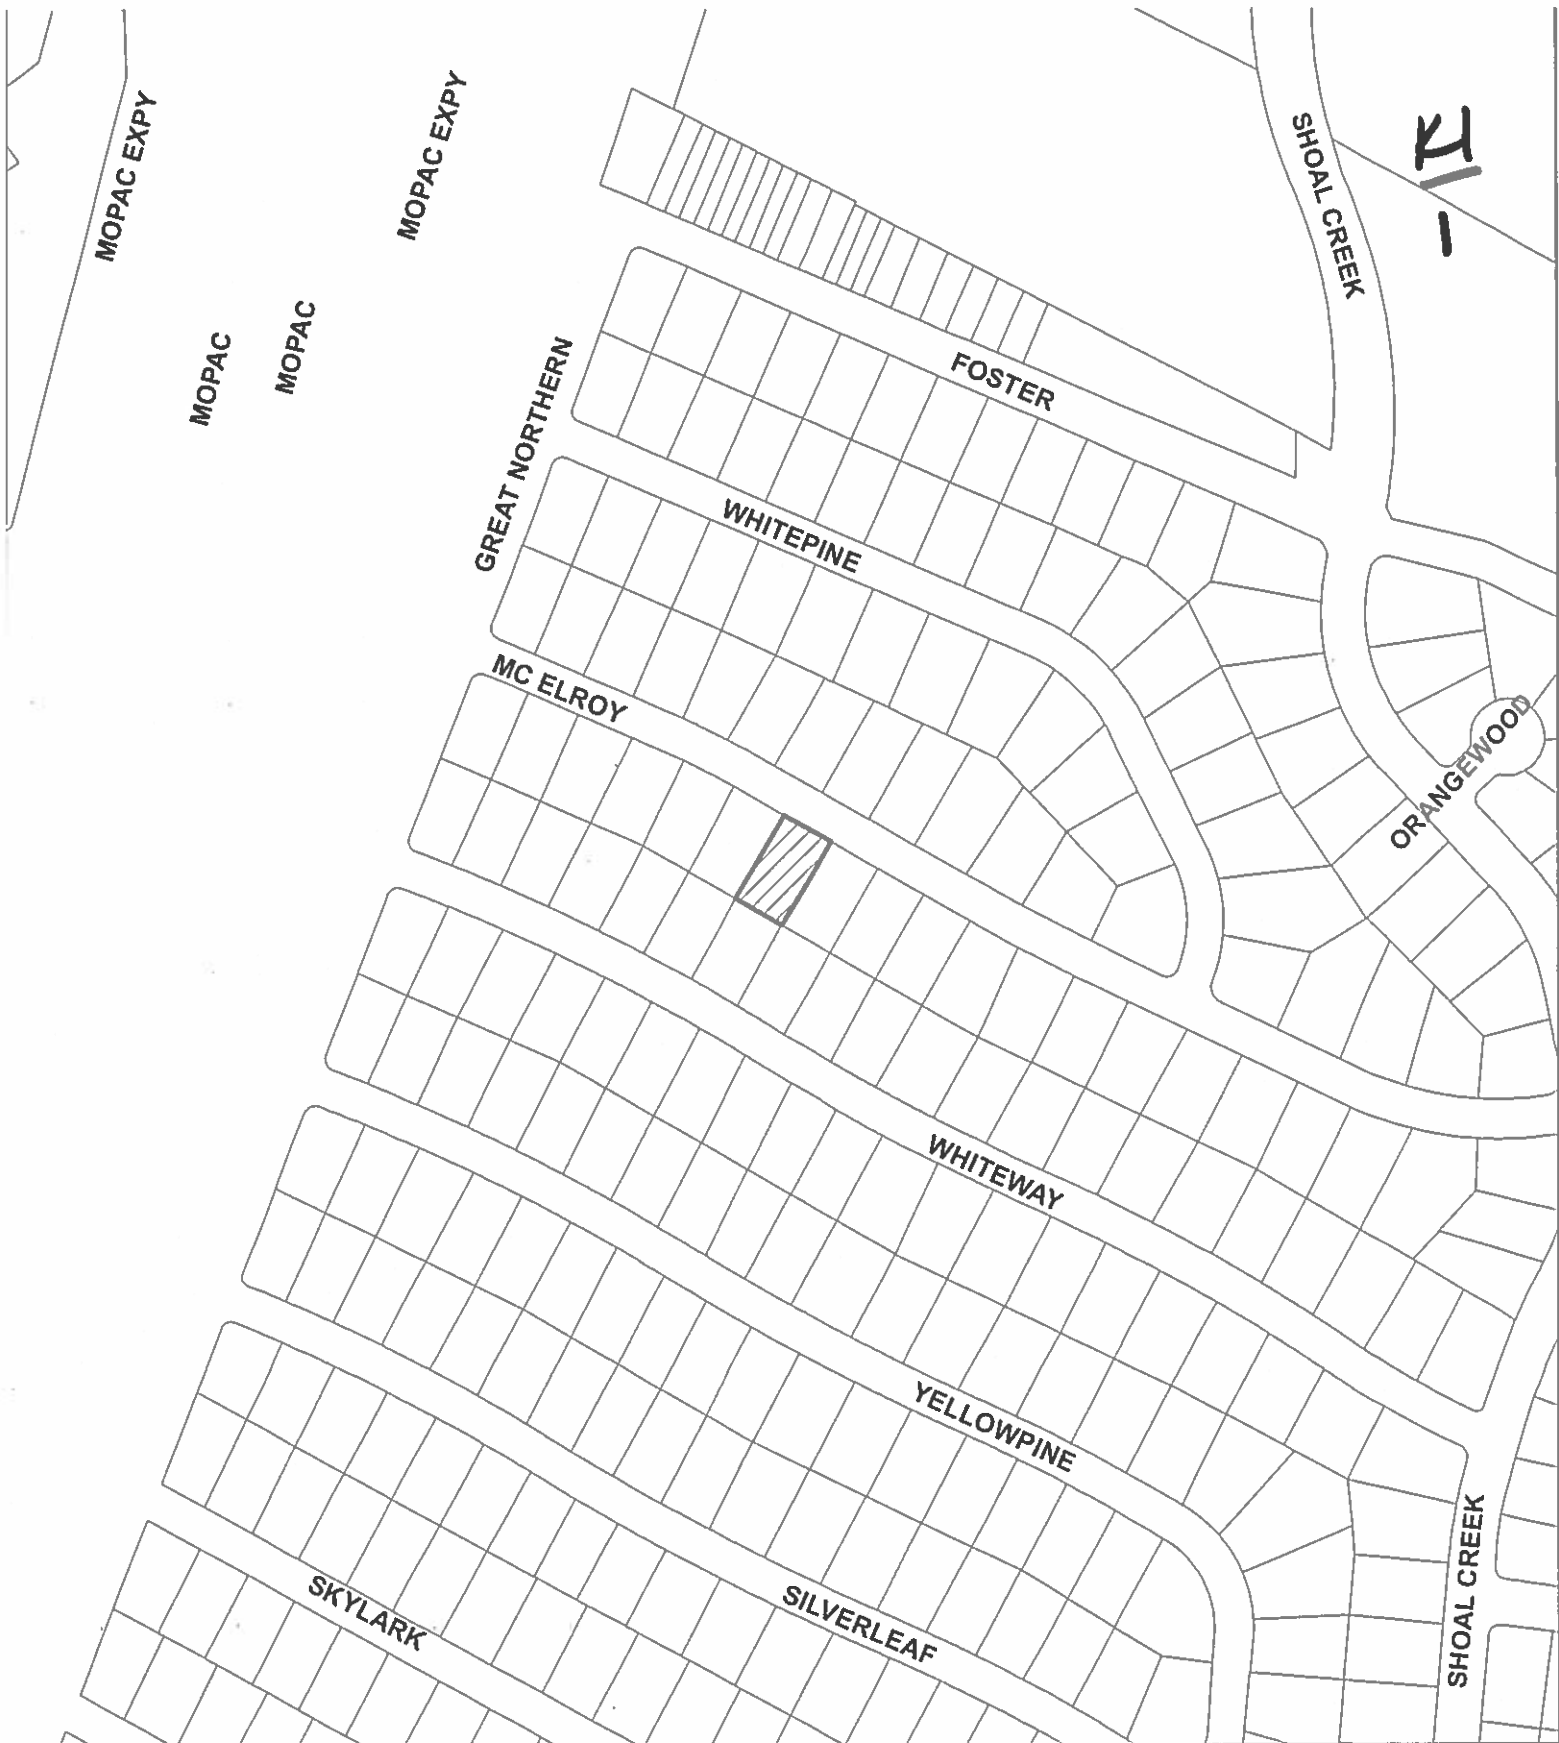 MOPAC EXPY
MOPAC EXPY
SHOAL CREEK
1
MOPAC
MOPAC
GREAT NORTHERN
FOSTER
WHITEPINE
MC ELROY
ORANGEWOOD
WHITEWAY
YELLOWPINE
SHOAL CREEK
SKYLARK
SILVERLEAF